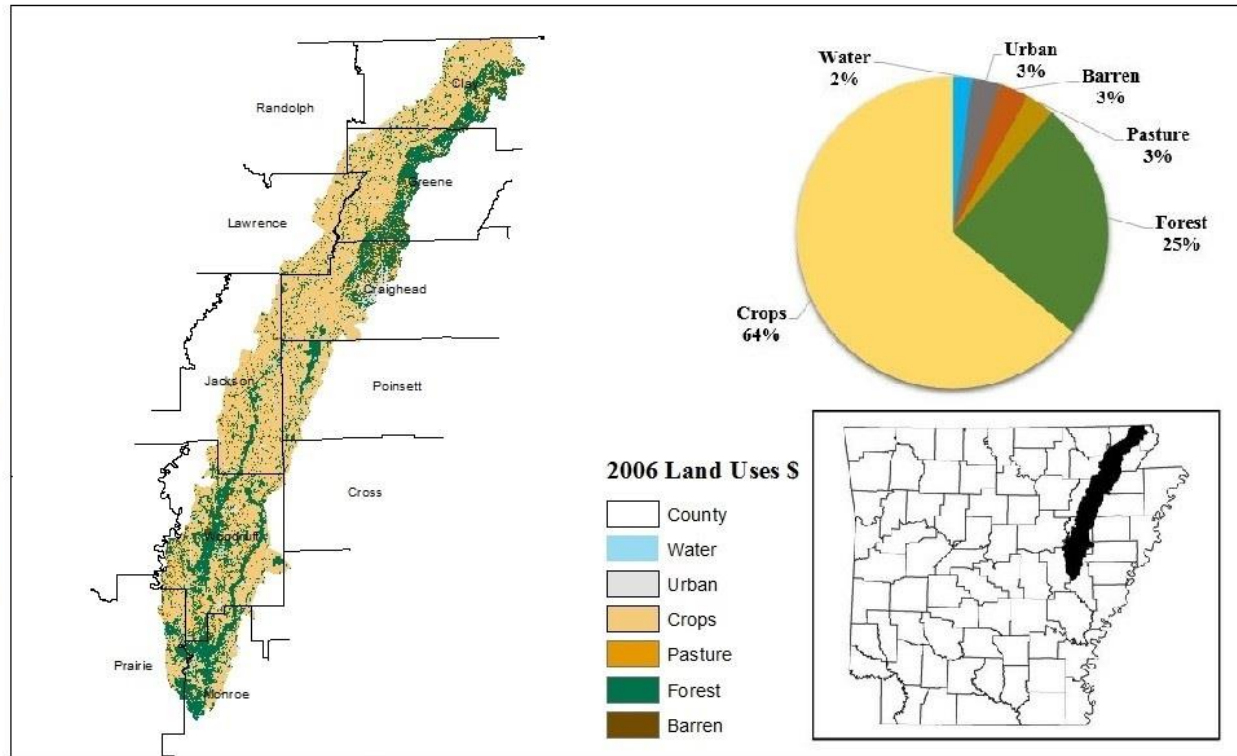 Clay
Randolph
Greene
Lawrence
Craighead
Jackson
Poinsett
Cross
Woodruff
Prairie
Monroe
Water
2%
Urban
3%
Barren
3%
Pasture
3%
Forest
25%
Crops
64%
2006 Land Uses S
County
Water
Urban
Crops
Pasture
Forest
Barren